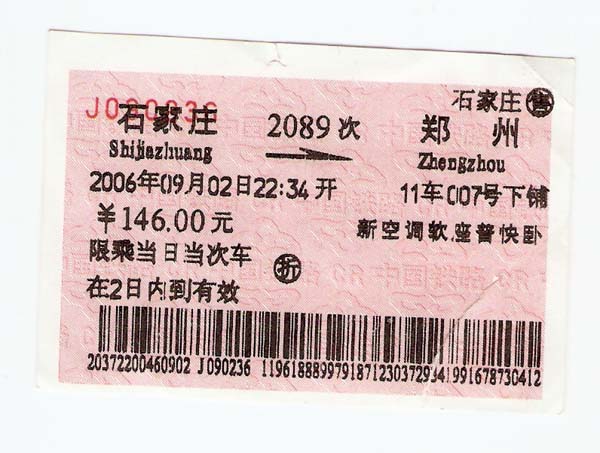 J090236
石家庄 售
石家庄 2089次 郑州
Shijiazhuang Zhengzhou
2006年09月02日22:34开 11车007号下铺
￥146.00元 新空调软座普快卧
限乘当日当次车
折
在2日内到有效
20372200460902 J090236